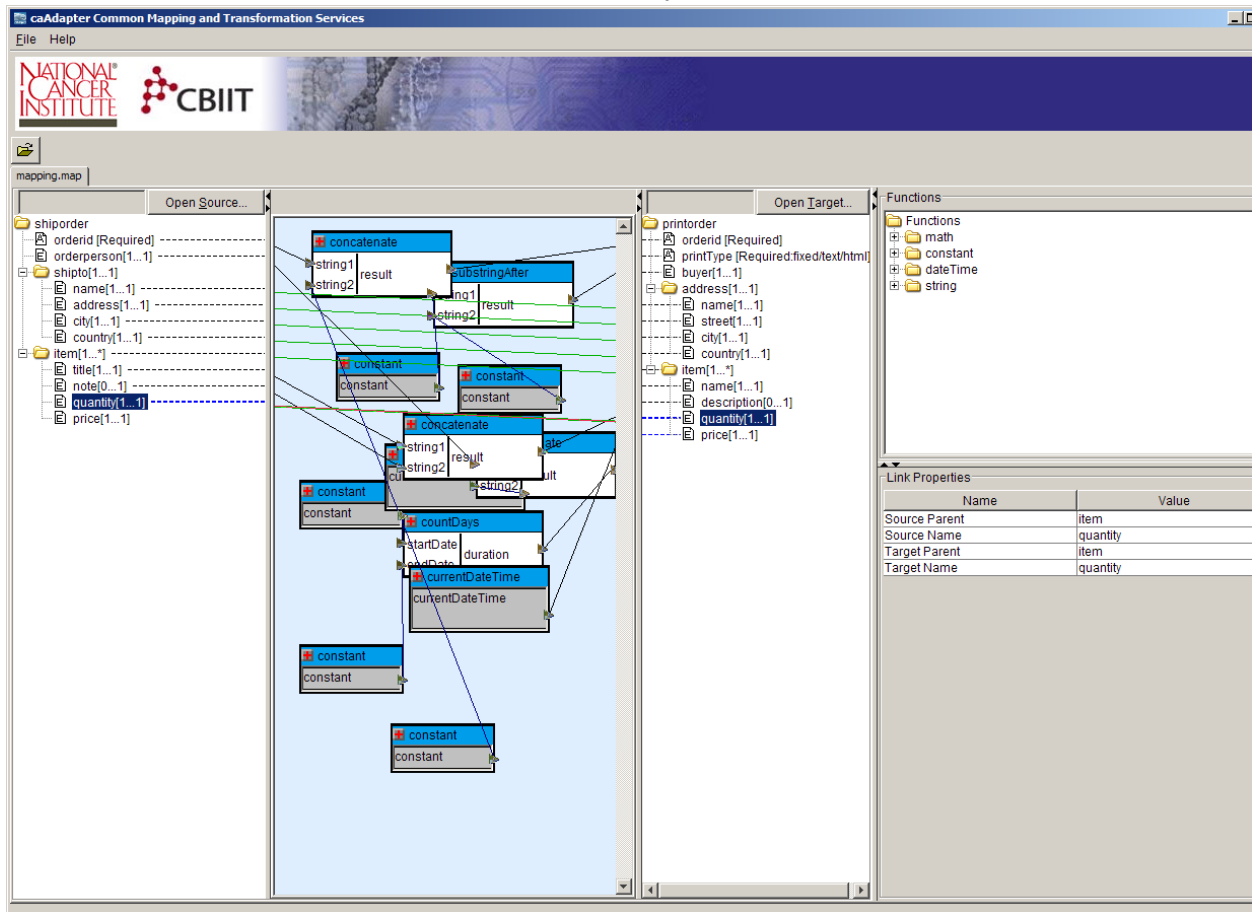 caAdapter Common Mapping and Transformation Services
File Help
NATIONAL®
CANCER
INSTITUTE
CBIIT
mapping.map
Open Source...
shiporder
orderid [Required]
orderperson[1...1]
shipto[1...1]
name[1...1]
address[1...1]
city[1...1]
country[1...1]
item[1...*]
title[1...1]
note[0...1]
quantity[1...1]
price[1...1]
concatenate
string1
result
string2
substringAfter
result
string2
constant
constant
constant
constant
concatenate
string1
result
string2
string2
constant
constant
countDays
startDate
duration
endDate
currentDateTime
currentDateTime
constant
constant
constant
constant
Open Target...
printorder
orderid [Required]
printType [Required:fixed/text/html]
buyer[1...1]
address[1...1]
name[1...1]
street[1...1]
city[1...1]
country[1...1]
item[1...*]
name[1...1]
description[0...1]
quantity[1...1]
price[1...1]
Functions
Functions
math
constant
dateTime
string
Link Properties
Name Value
Source Parent item
Source Name quantity
Target Parent item
Target Name quantity